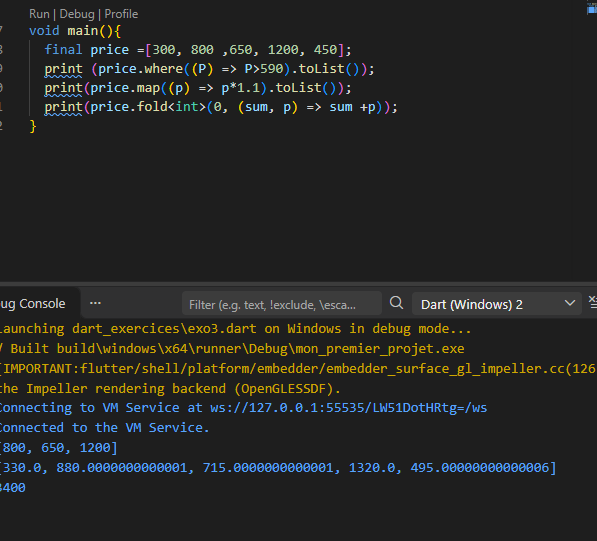 Run | Debug | Profile
void main(){
final price =[300, 800 ,650, 1200, 450];
print (price.where((P) => P>590).toList());
print(price.map((p) => p*1.1).toList());
print(price.fold<int>(0, (sum, p) => sum +p));
}
ug Console ··· Filter (e.g. text, !exclude, \esca... Dart (Windows) 2
Launching dart_exercices\exo3.dart on Windows in debug mode...
√ Built build\windows\x64\runner\Debug\mon_premier_projet.exe
[IMPORTANT:flutter/shell/platform/embedder/embedder_surface_gl_impeller.cc(126
the Impeller rendering backend (OpenGLESSDF).
Connecting to VM Service at ws://127.0.0.1:55535/LW51DotHRtg=/ws
Connected to the VM Service.
[800, 650, 1200]
[330.0, 880.0000000000001, 715.0000000000001, 1320.0, 495.00000000000006]
3400